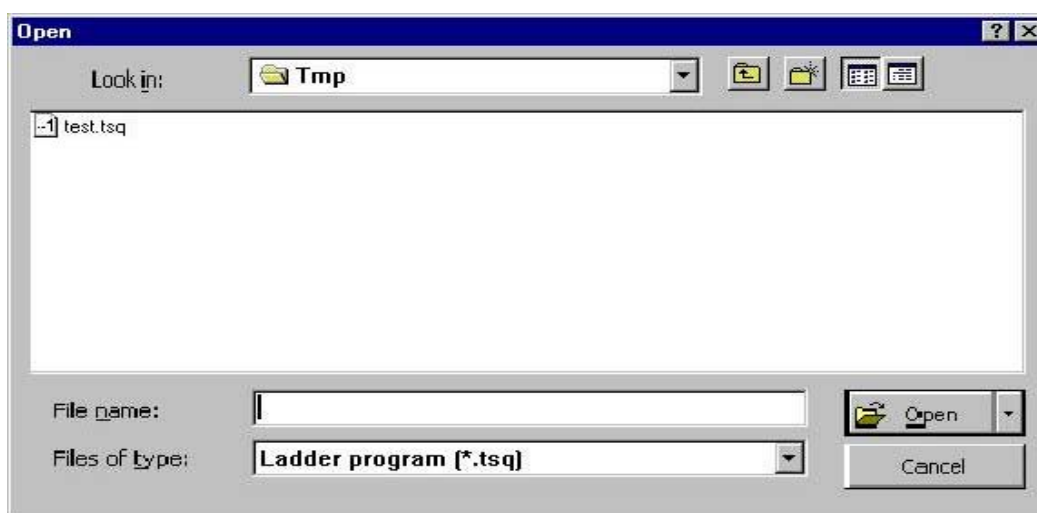 Open
Look in:
Tmp
test.tsq
File name:
Open
Files of type:
Ladder program (*.tsq)
Cancel